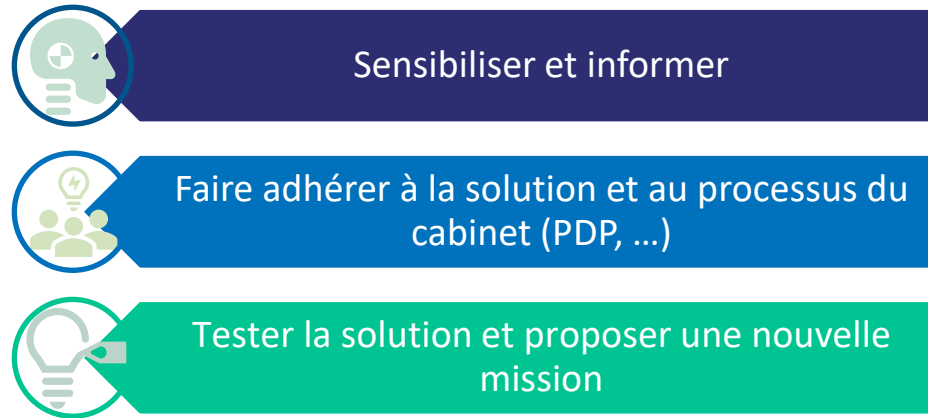 Sensibiliser et informer
Faire adhérer à la solution et au processus du
cabinet (PDP, …)
Tester la solution et proposer une nouvelle
mission